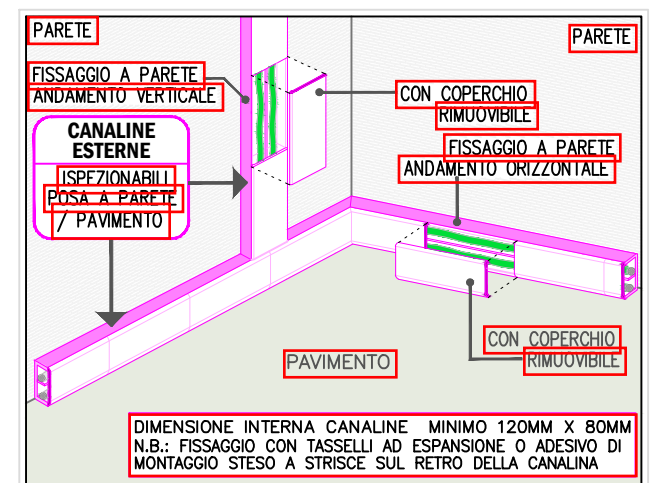 PARETE
PARETE
FISSAGGIO A PARETE
ANDAMENTO VERTICALE
CON COPERCHIO
RIMUOVIBILE
CANALINE
ESTERNE
ISPEZIONABILI
POSA A PARETE
/ PAVIMENTO
FISSAGGIO A PARETE
ANDAMENTO ORIZZONTALE
CON COPERCHIO
RIMUOVIBILE
PAVIMENTO
DIMENSIONE INTERNA CANALINE MINIMO 120MM X 80MM
N.B.: FISSAGGIO CON TASSELLI AD ESPANSIONE O ADESIVO DI
MONTAGGIO STESO A STRISCE SUL RETRO DELLA CANALINA